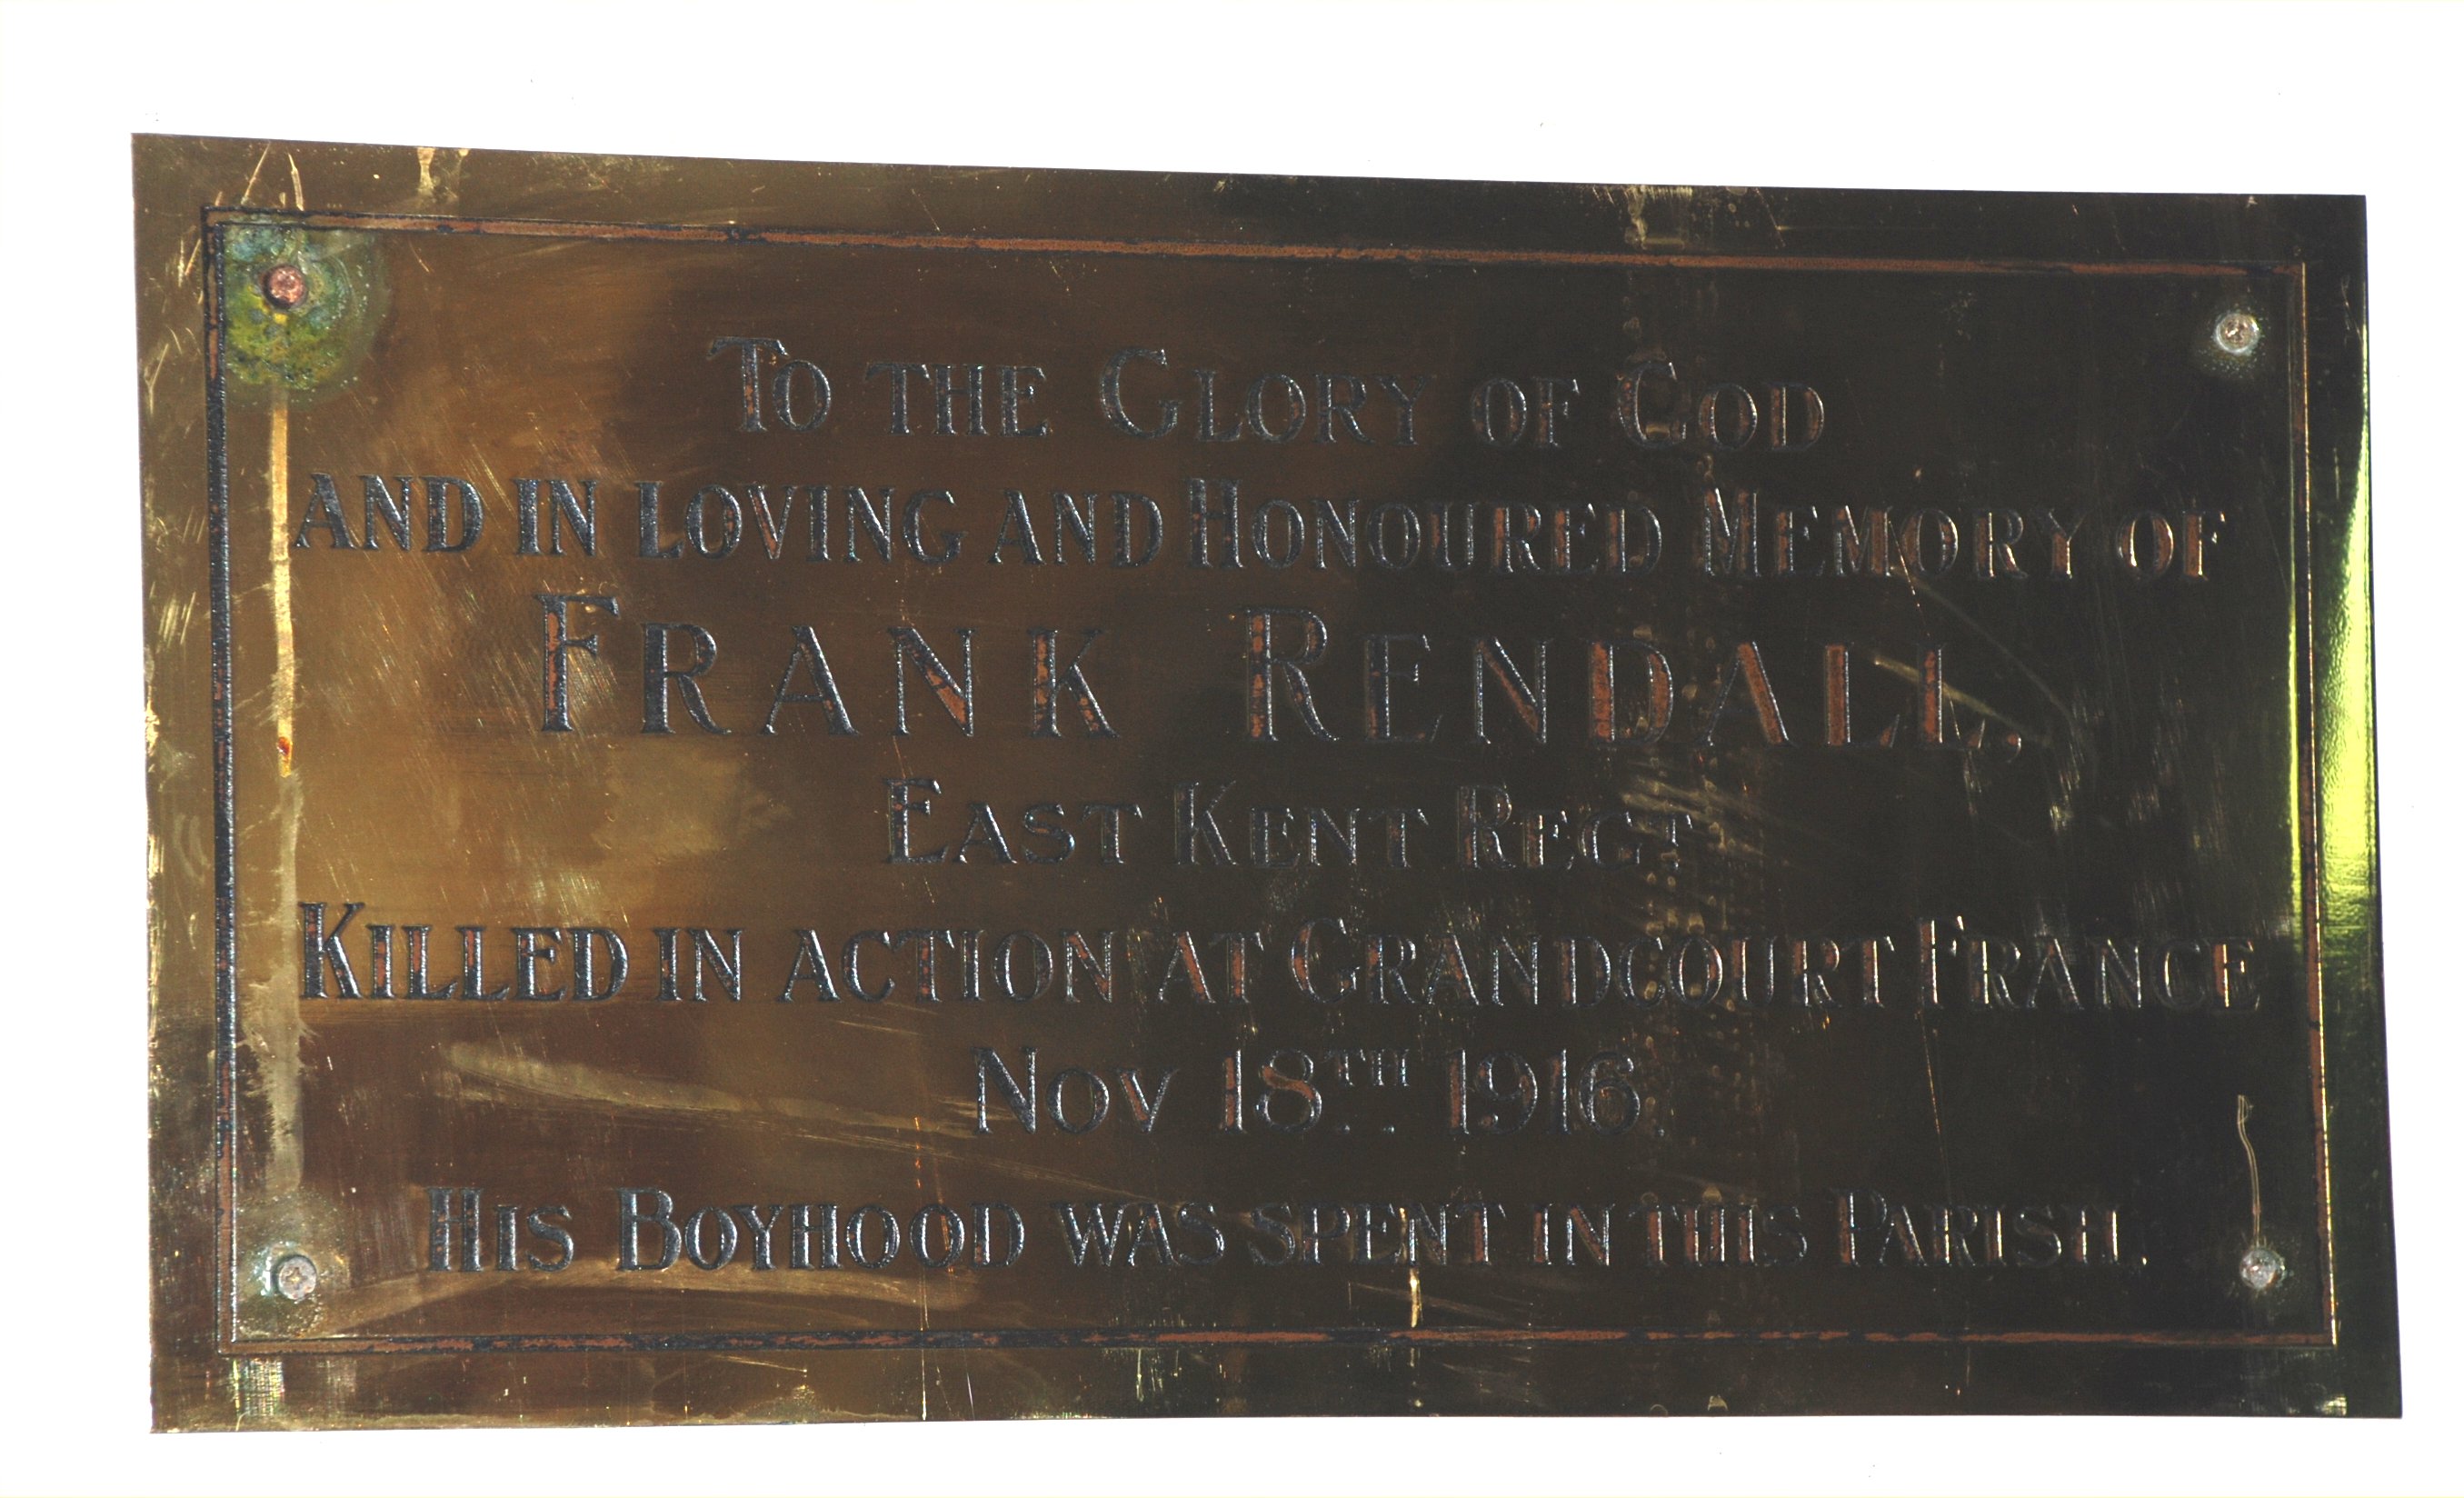 To the Glory of God
and in loving and Honoured Memory of
Frank Rendall,
East Kent Regt
Killed in action at Grandcourt France
Nov 18th 1916.
His Boyhood was spent in this Parish.